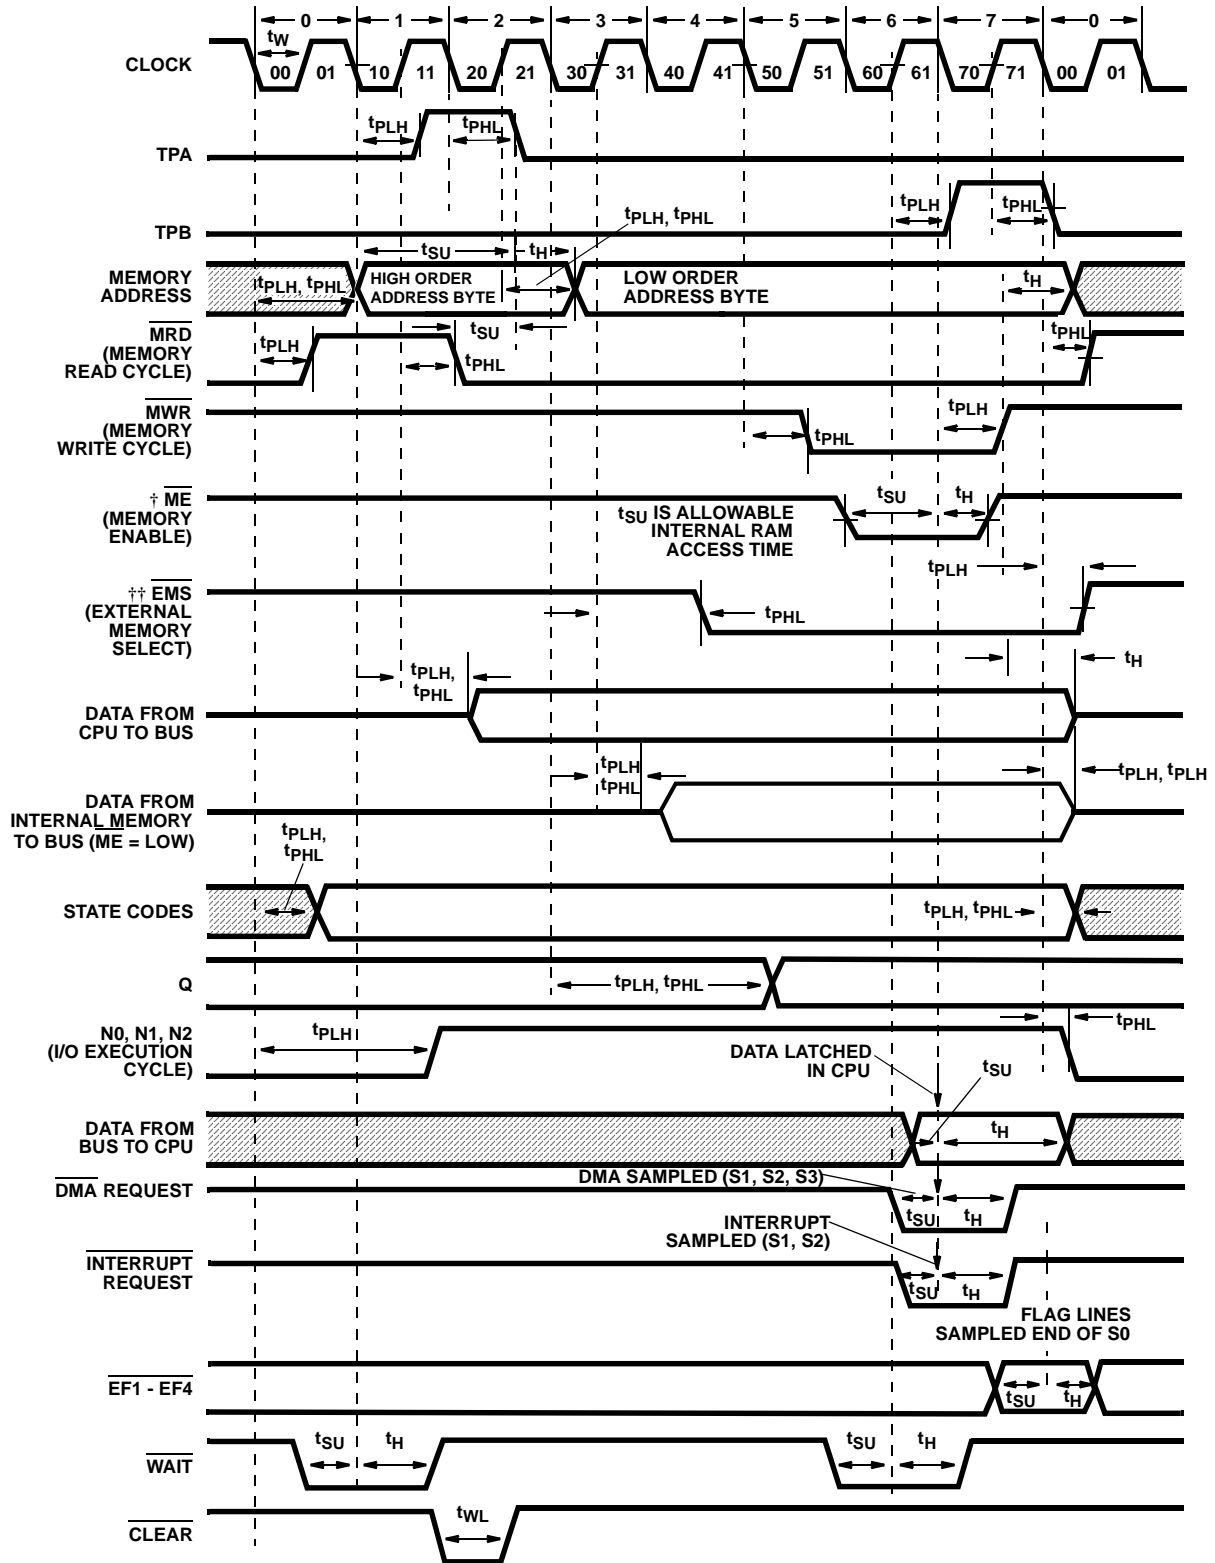 0 1 2 3 4 5 6 7 0
tW
CLOCK
00 01 10 11 20 21 30 31 40 41 50 51 60 61 70 71 00 01
tPLH tPHL
TPA
tPLH tPHL
tPLH, tPHL
TPB
tSU tH
MEMORY
ADDRESS
tPLH, tPHL
HIGH ORDER
ADDRESS BYTE
LOW ORDER
ADDRESS BYTE
tH
MRD
(MEMORY
READ CYCLE)
tPLH
tSU
tPHL
tPHL
MWR
(MEMORY
WRITE CYCLE)
tPHL
tPLH
† ME
(MEMORY
ENABLE)
tSU IS ALLOWABLE
INTERNAL RAM
ACCESS TIME
tSU tH
tPLH
†† EMS
(EXTERNAL
MEMORY
SELECT)
tPHL
tH
tPLH,
tPHL
DATA FROM
CPU TO BUS
tPLH
tPHL
tPLH, tPLH
DATA FROM
INTERNAL MEMORY
TO BUS (ME = LOW)
tPLH,
tPHL
STATE CODES
tPLH, tPHL
Q
tPLH, tPHL
N0, N1, N2
(I/O EXECUTION
CYCLE)
tPLH
tPHL
DATA LATCHED
IN CPU
tSU
DATA FROM
BUS TO CPU
tH
DMA SAMPLED (S1, S2, S3)
DMA REQUEST
tSU tH
INTERRUPT
SAMPLED (S1, S2)
INTERRUPT
REQUEST
tSU tH
FLAG LINES
SAMPLED END OF S0
EF1 - EF4
tSU tH
WAIT
tSU tH tSU tH
CLEAR
tWL